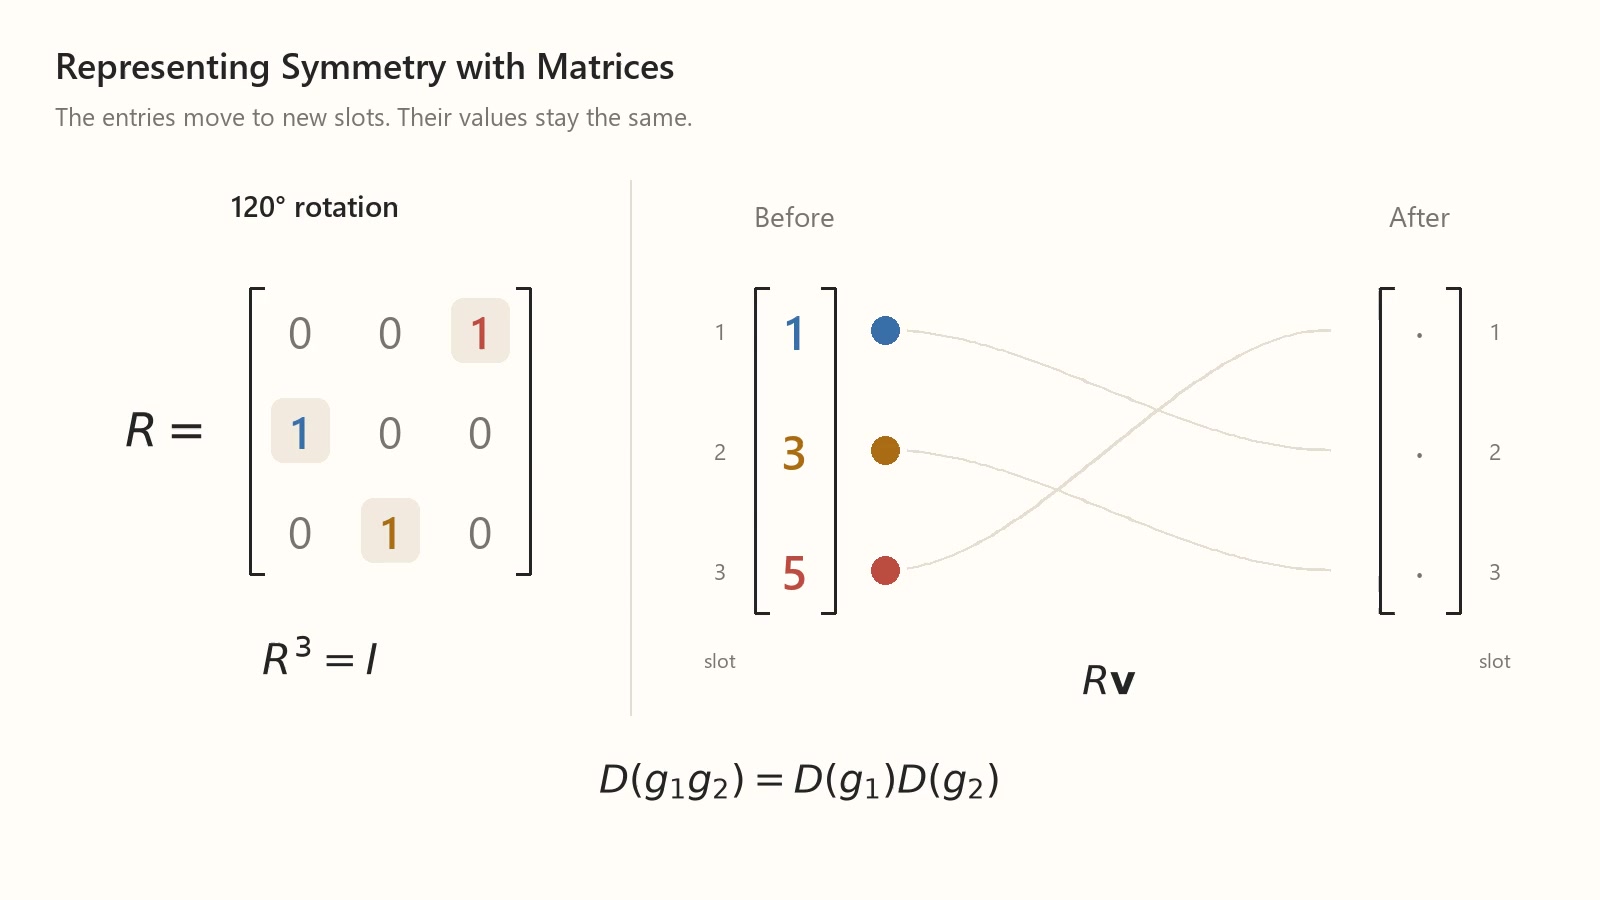 Representing Symmetry with Matrices
The entries move to new slots. Their values stay the same.
120° rotation
R =
0 0 1
1 0 0
0 1 0
R³ = I
Before
After
1 1 . 1
2 3 . 2
3 5 . 3
slot
slot
Rv
D(g₁g₂) = D(g₁)D(g₂)